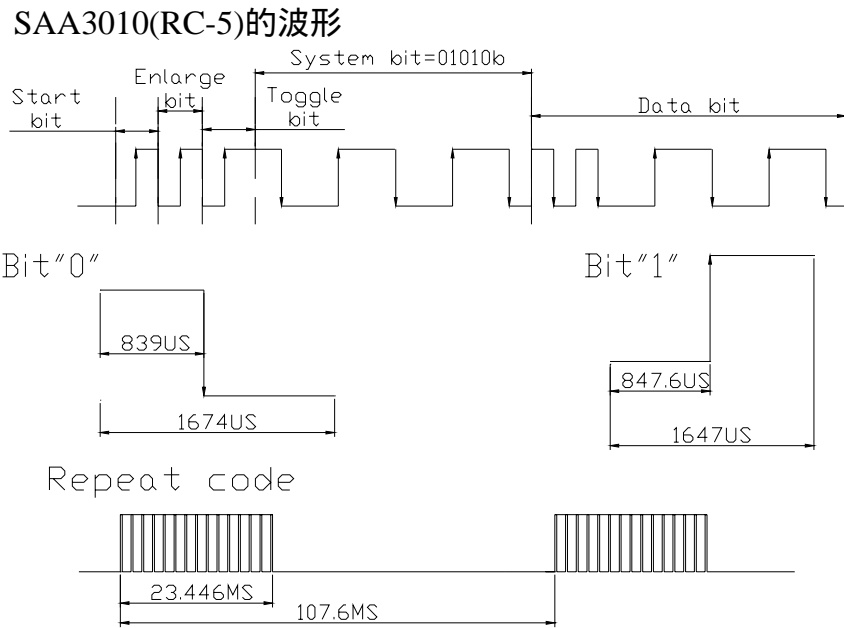 SAA3010(RC-5)的波形
System bit=01010b
Enlarge
bit
Start
bit
Toggle
bit
Data bit
Bit"0"
Bit"1"
839US
847.6US
1674US
1647US
Repeat code
23.446MS
107.6MS